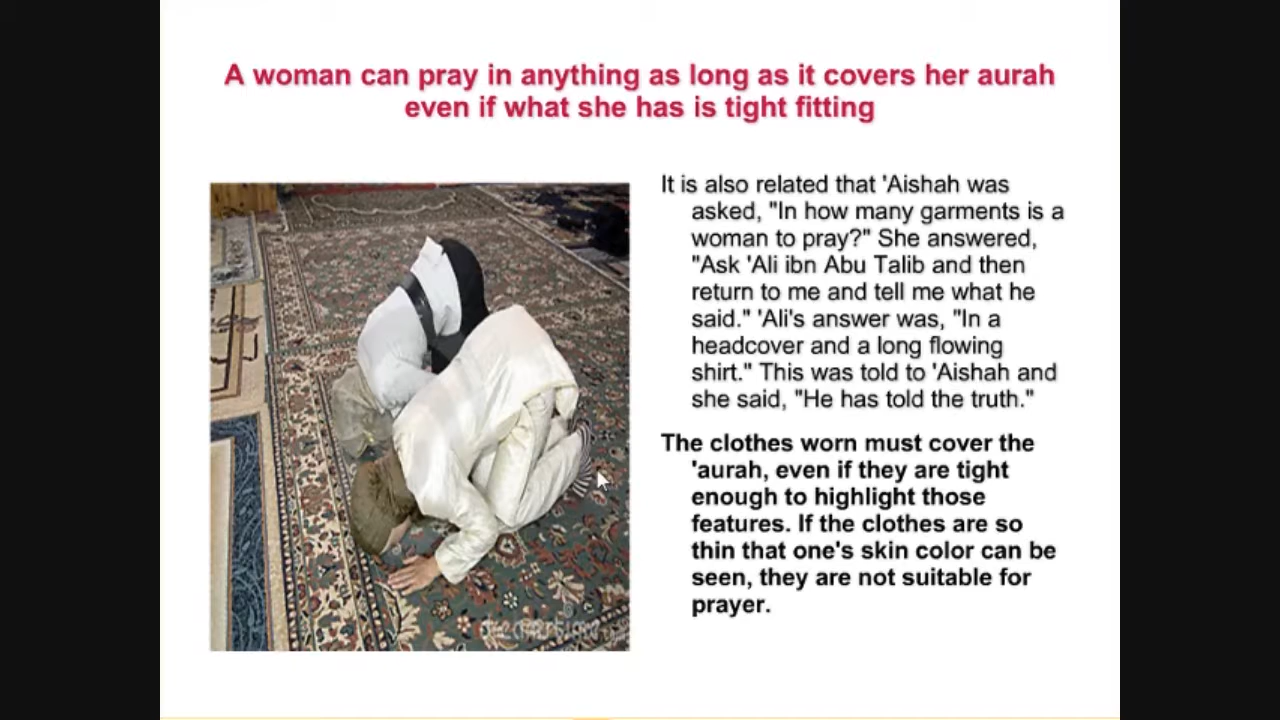 A woman can pray in anything as long as it covers her aurah
even if what she has is tight fitting
It is also related that 'Aishah was
asked, "In how many garments is a
woman to pray?" She answered,
"Ask 'Ali ibn Abu Talib and then
return to me and tell me what he
said." 'Ali's answer was, "In a
headcover and a long flowing
shirt." This was told to 'Aishah and
she said, "He has told the truth."
The clothes worn must cover the
'aurah, even if they are tight
enough to highlight those
features. If the clothes are so
thin that one's skin color can be
seen, they are not suitable for
prayer.